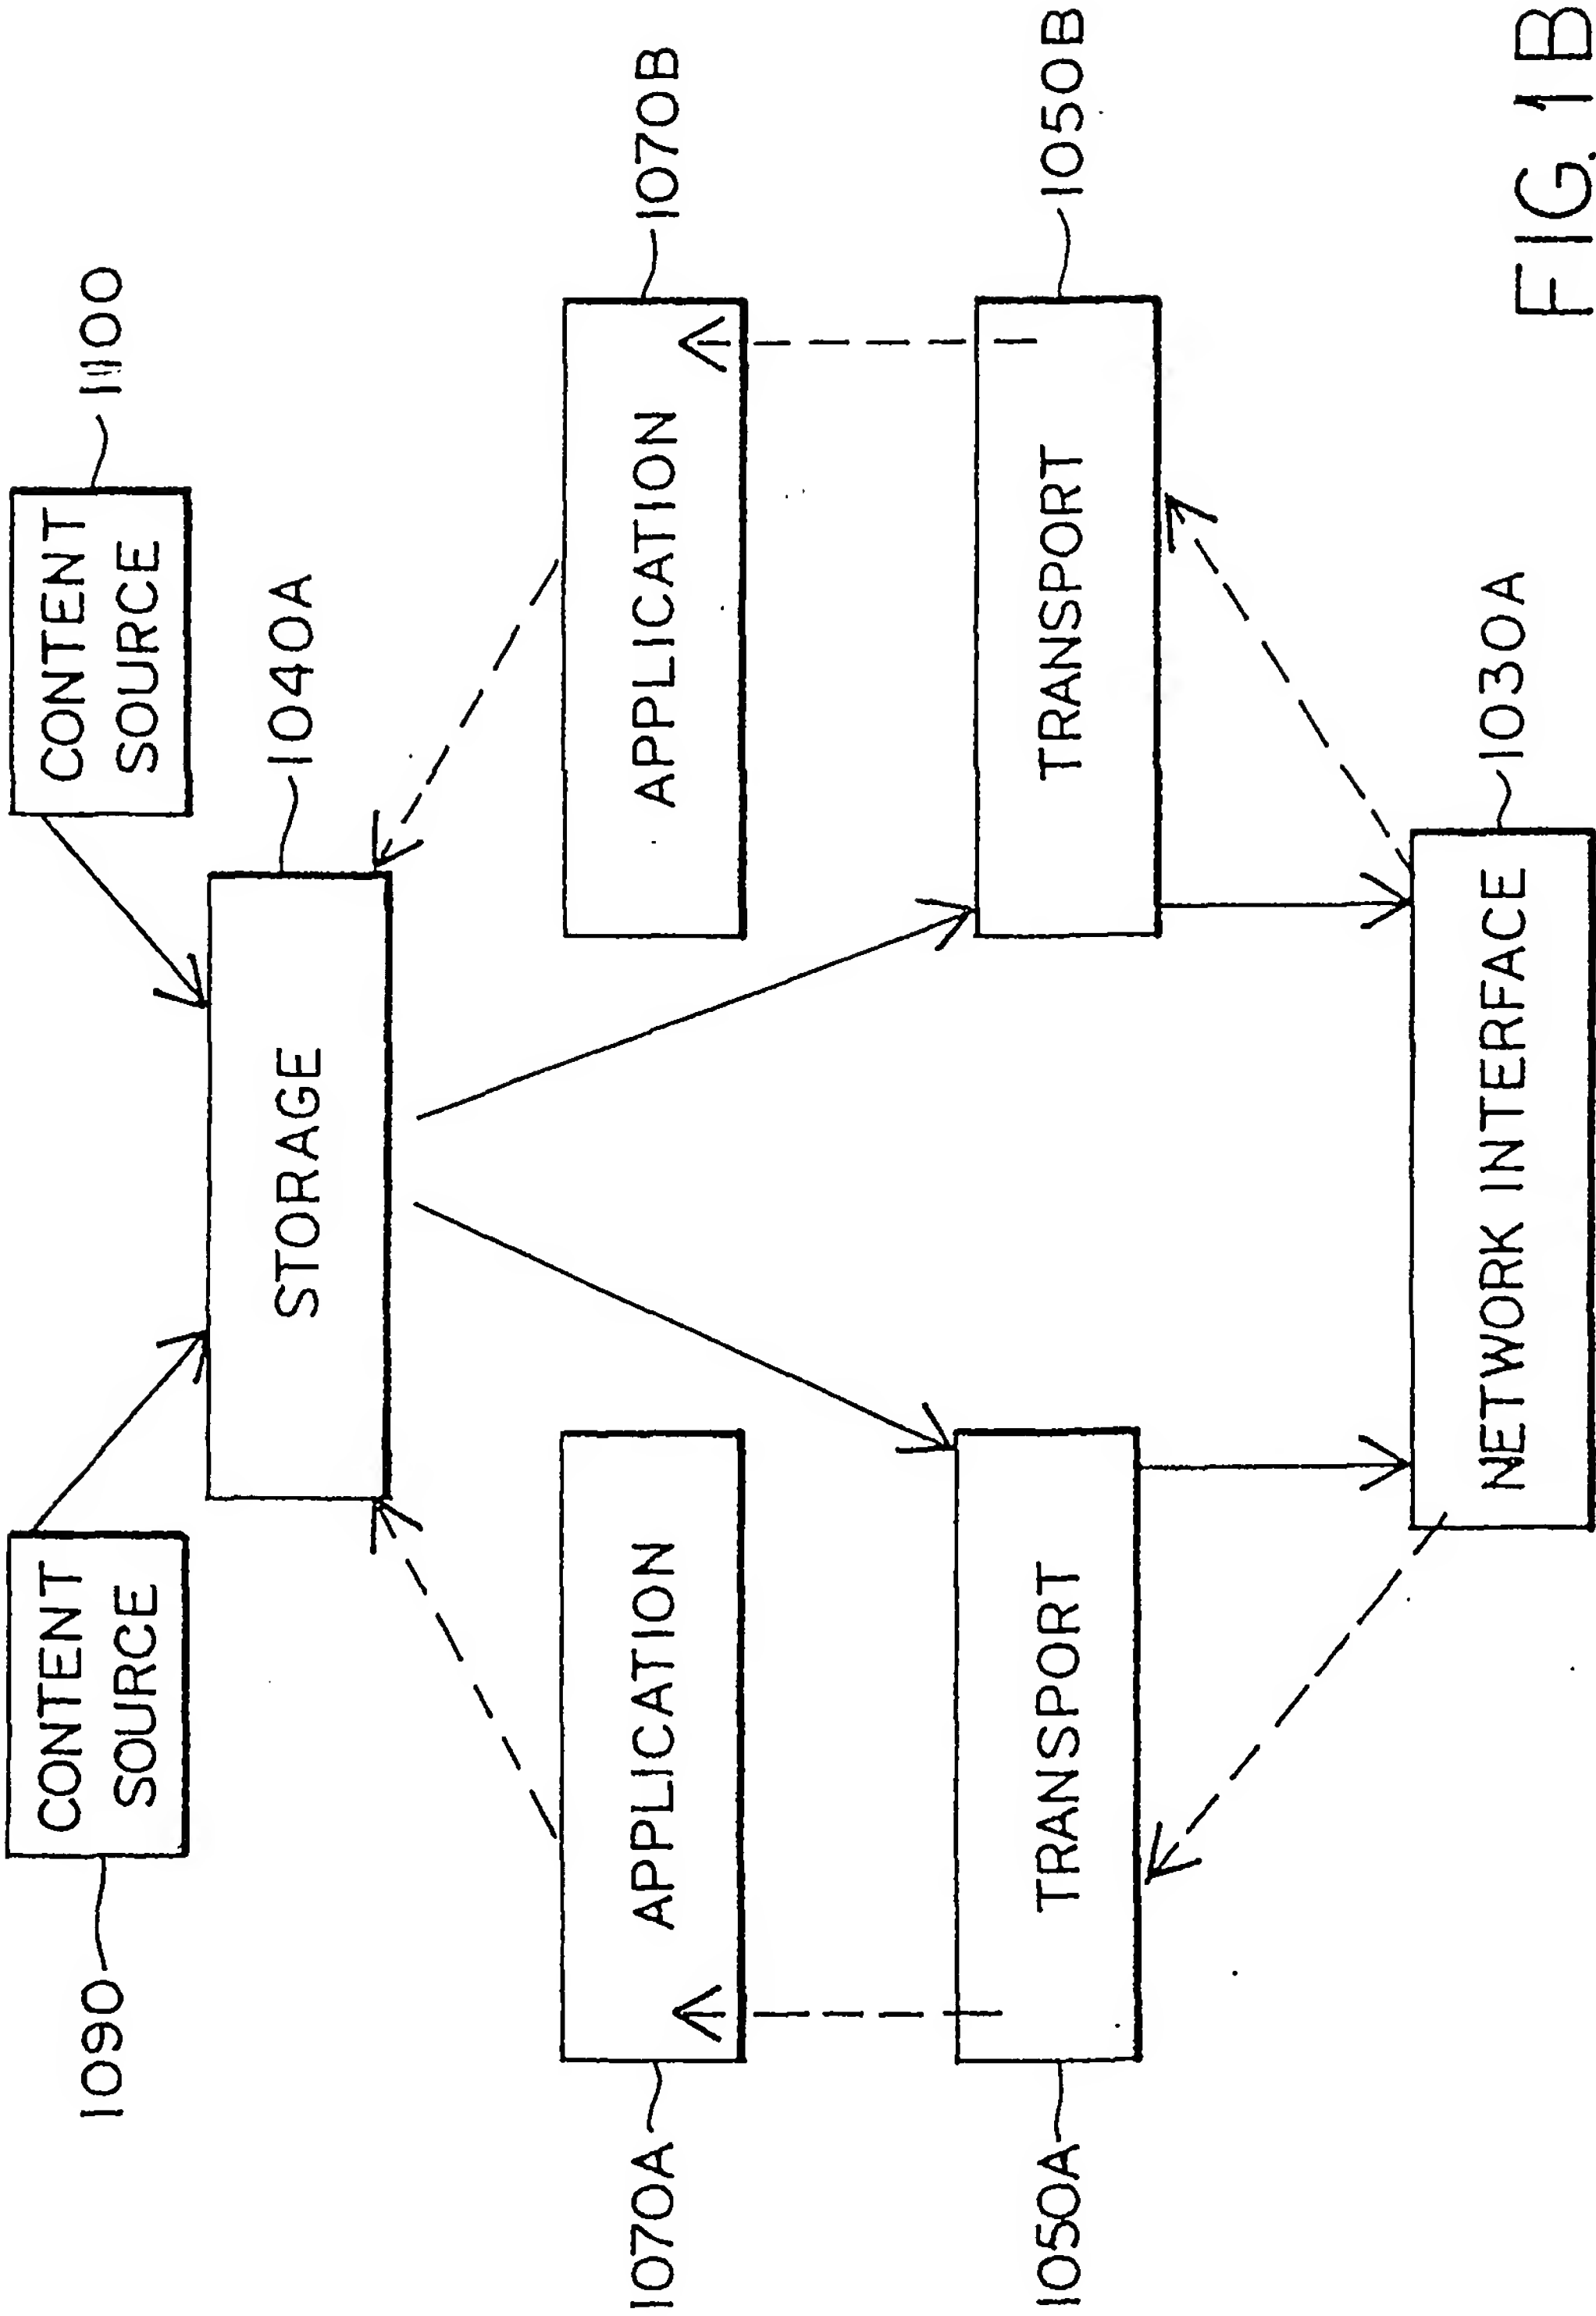 1090
CONTENT
SOURCE
CONTENT
SOURCE
1100
STORAGE
1040A
1070A
APPLICATION
APPLICATION
1070B
1050A
TRANSPORT
TRANSPORT
1050B
NETWORK INTERFACE
1030A
FIG. 1B